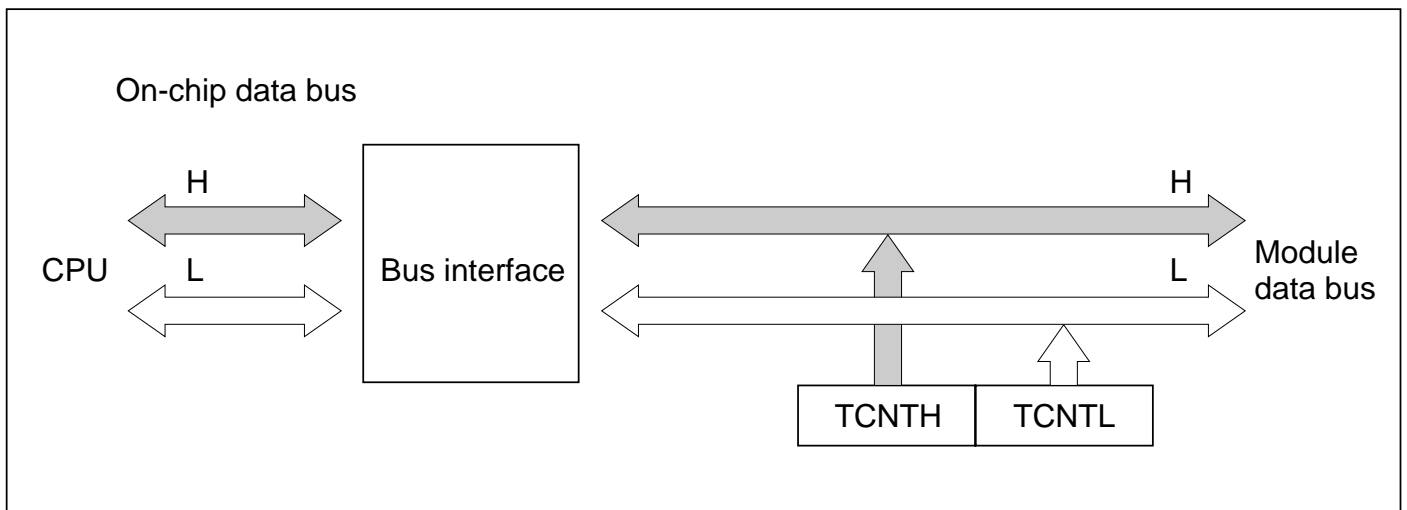 On-chip data bus
H
H
CPU
L
Bus interface
L
Module
data bus
TCNTH
TCNTL